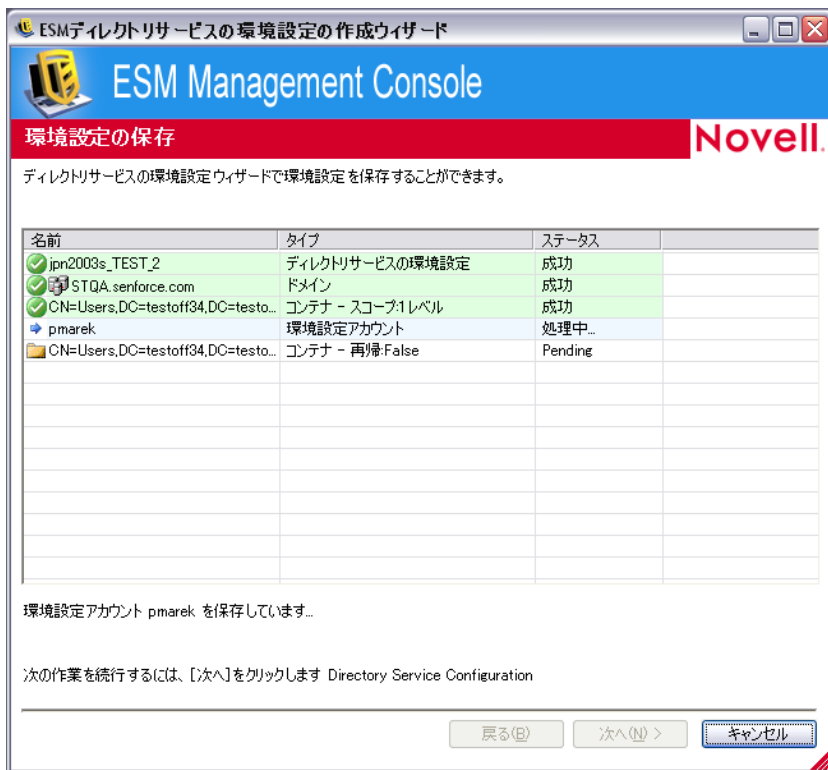 ESMディレクトリサービスの環境設定の作成ウィザード
ESM Management Console
環境設定の保存
Novell.
ディレクトリサービスの環境設定ウィザードで環境設定を保存することができます。
名前 タイプ ステータス
jpn2003s_TEST_2 ディレクトリサービスの環境設定 成功
STQA.senforce.com ドメイン 成功
CN=Users,DC=testoff34,DC=testo... コンテナ - スコープ:1レベル 成功
pmarek 環境設定アカウント 処理中...
CN=Users,DC=testoff34,DC=testo... コンテナ - 再帰:False Pending
環境設定アカウント pmarek を保存しています...
次の作業を続行するには、[次へ]をクリックします Directory Service Configuration
戻る(B) 次へ(N) > キャンセル